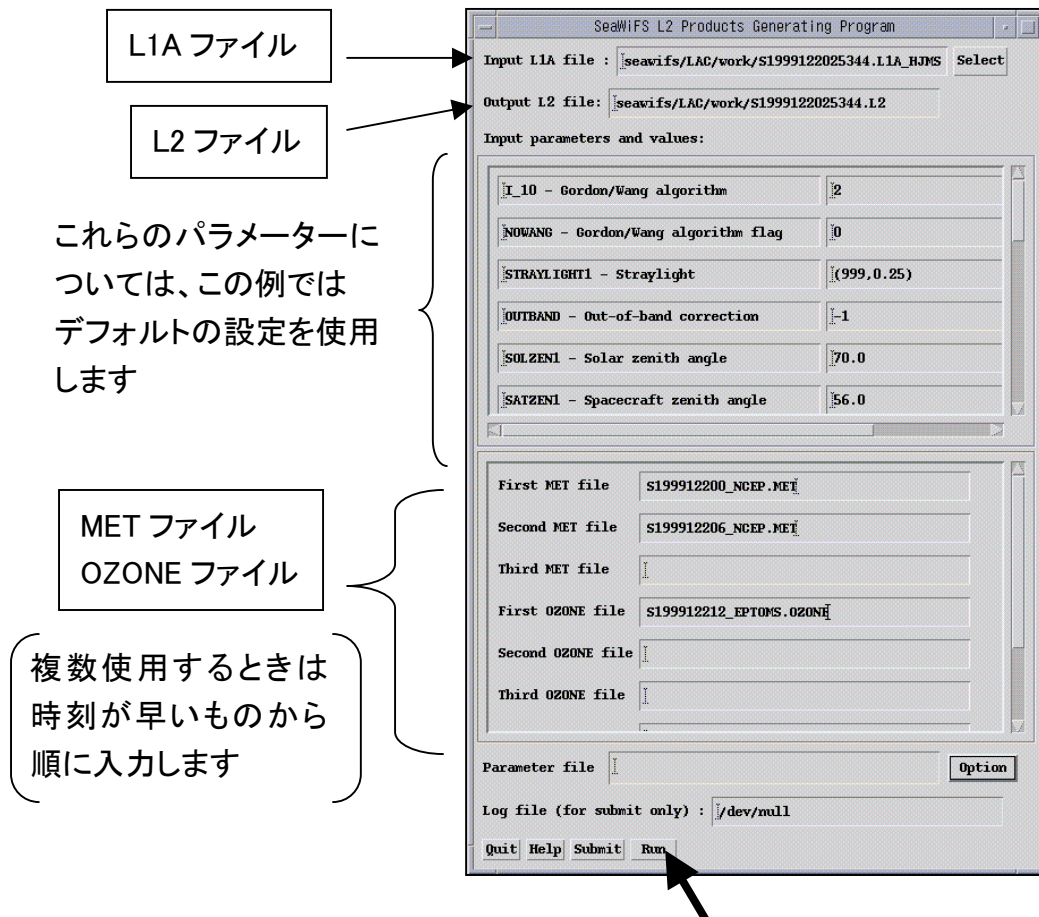 L1A ファイル
L2 ファイル
これらのパラメーターに
ついては、この例では
デフォルトの設定を使用
します
MET ファイル
OZONE ファイル
複数使用するときは
時刻が早いものから
順に入力します
SeaWiFS L2 Products Generating Program
Input L1A file : seawifs/LAC/work/S1999122025344.L1A_HJMS Select
Output L2 file: seawifs/LAC/work/S1999122025344.L2
Input parameters and values:
I_10 - Gordon/Wang algorithm 2
NOWANG - Gordon/Wang algorithm flag 0
STRAYLIGHT1 - Straylight (999,0.25)
OUTBAND - Out-of-band correction -1
SOLZEN1 - Solar zenith angle 70.0
SATZEN1 - Spacecraft zenith angle 56.0
First MET file S199912200_NCEP.MET
Second MET file S199912206_NCEP.MET
Third MET file
First OZONE file S199912212_EPTOMS.OZONE
Second OZONE file
Third OZONE file
Parameter file Option
Log file (for submit only) : /dev/null
Quit Help Submit Run